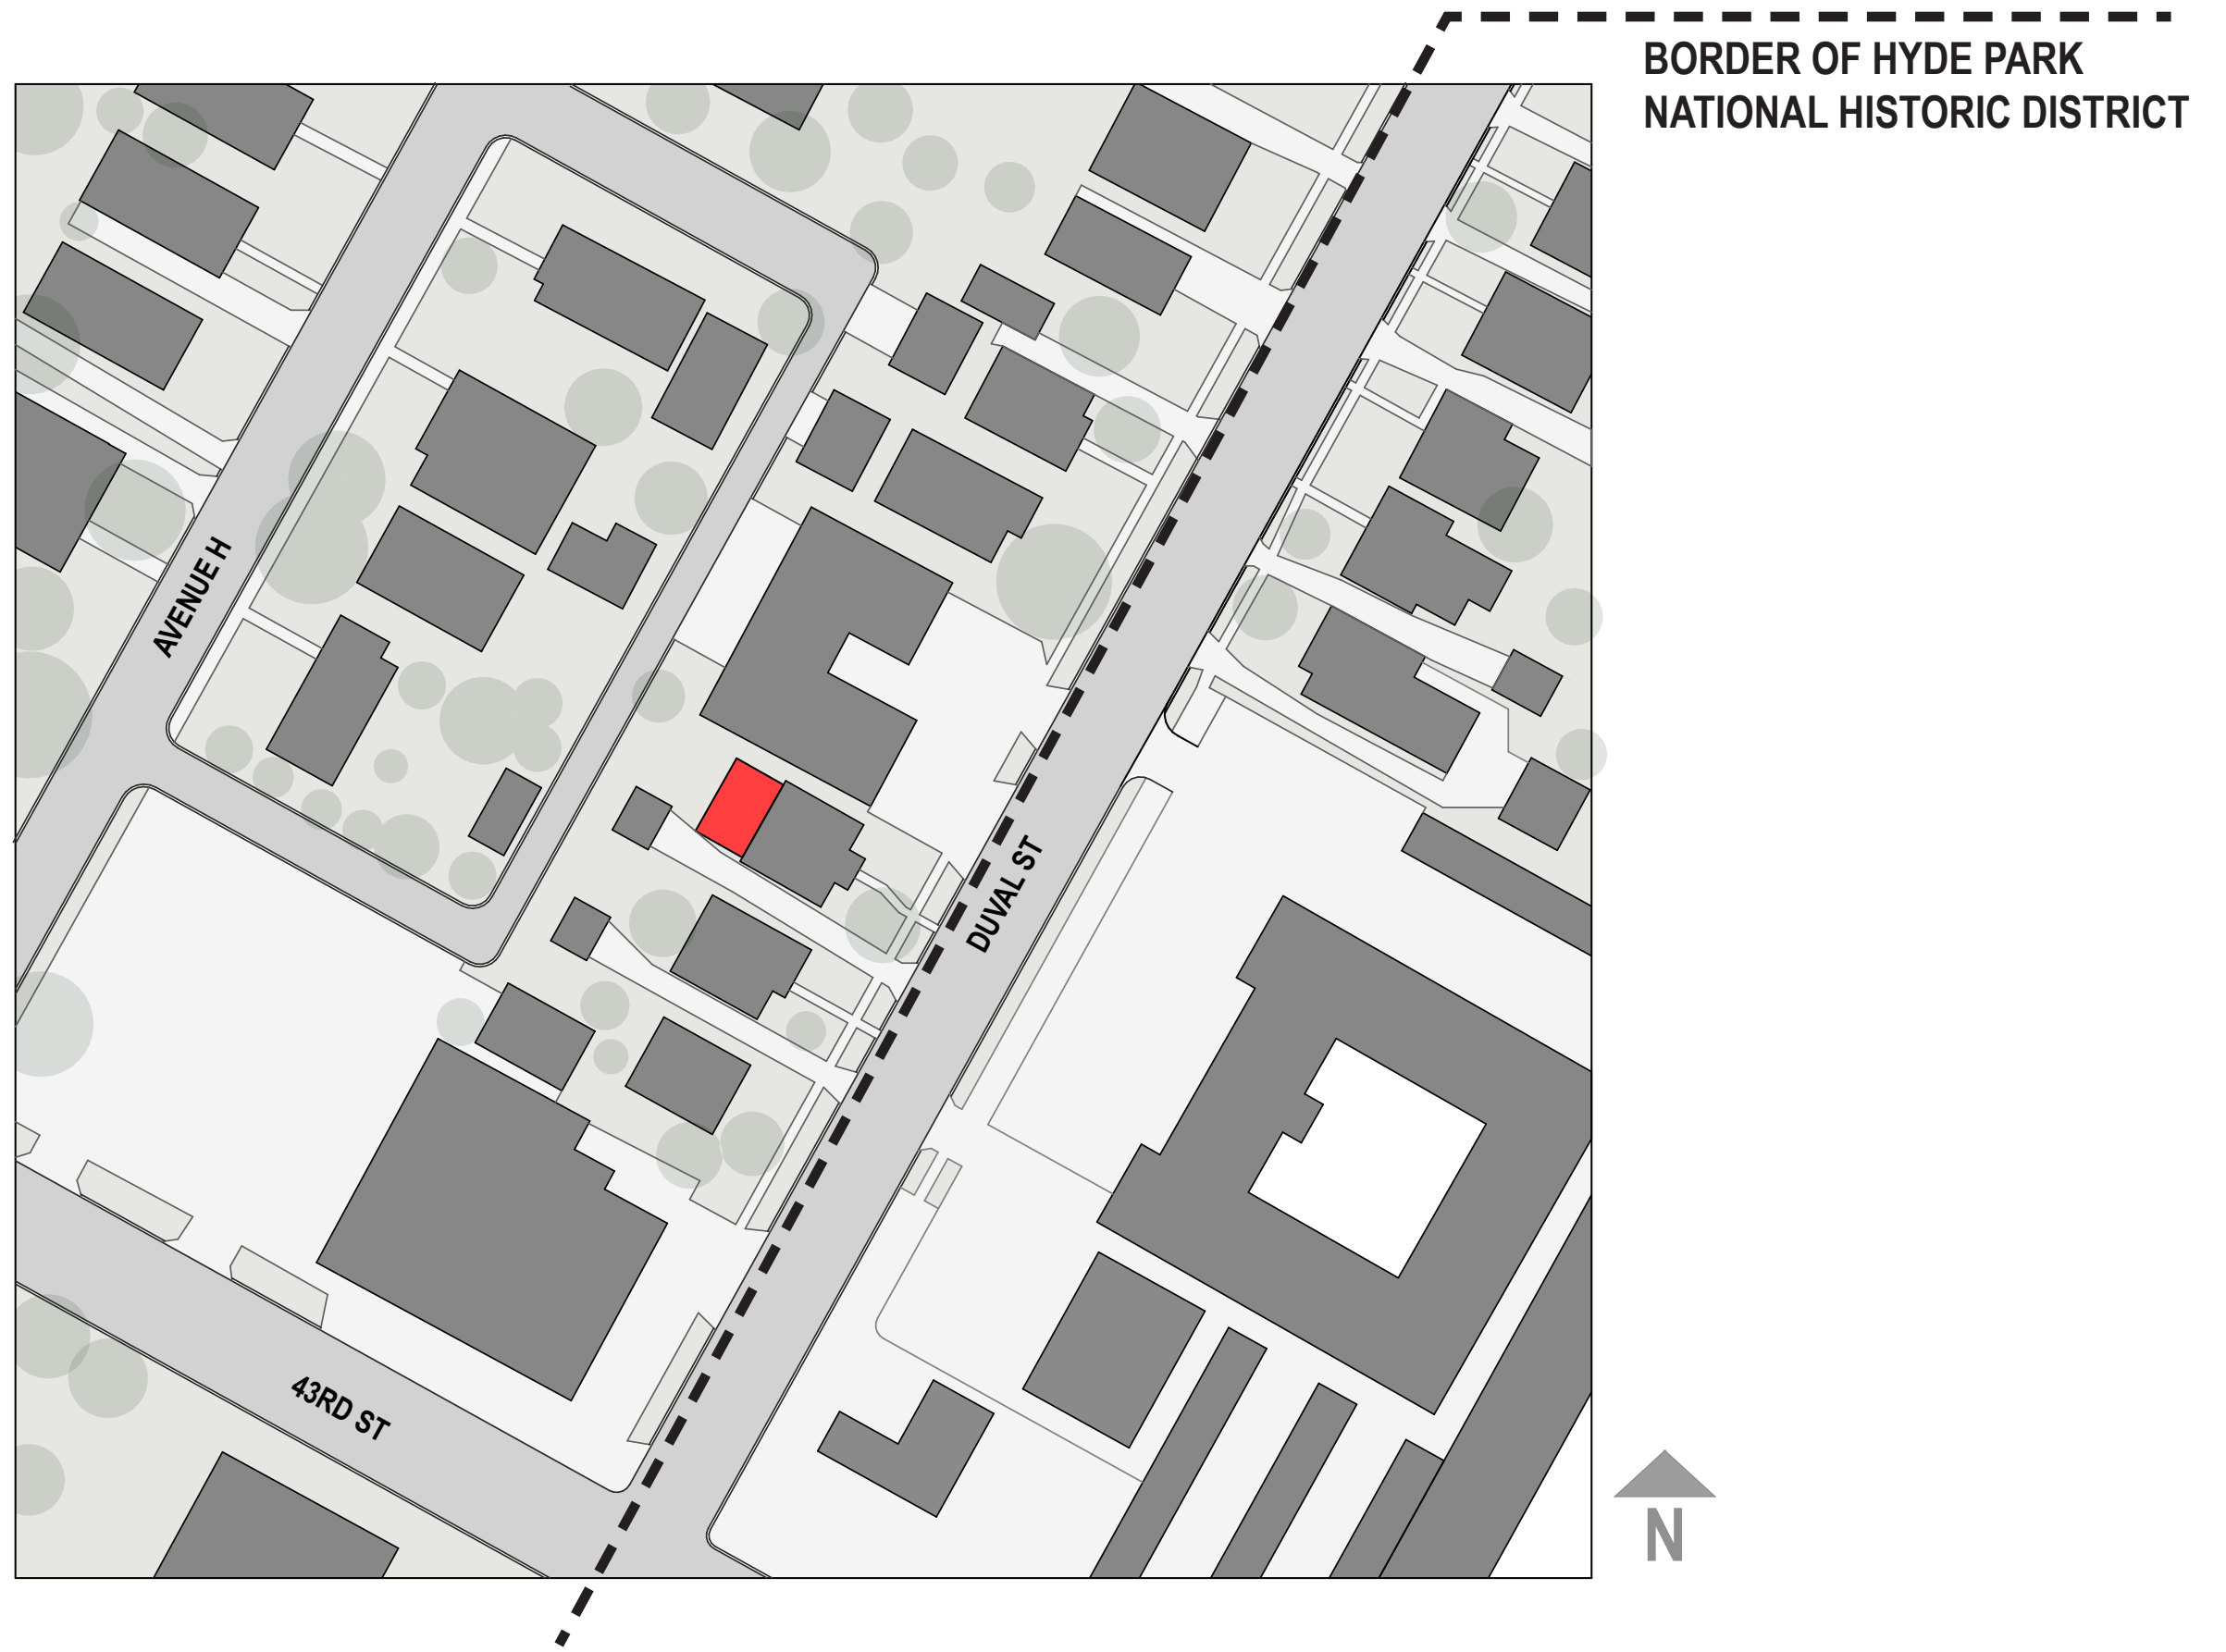 BORDER OF HYDE PARK
NATIONAL HISTORIC DISTRICT
AVENUE H
DUVAL ST
43RD ST
N